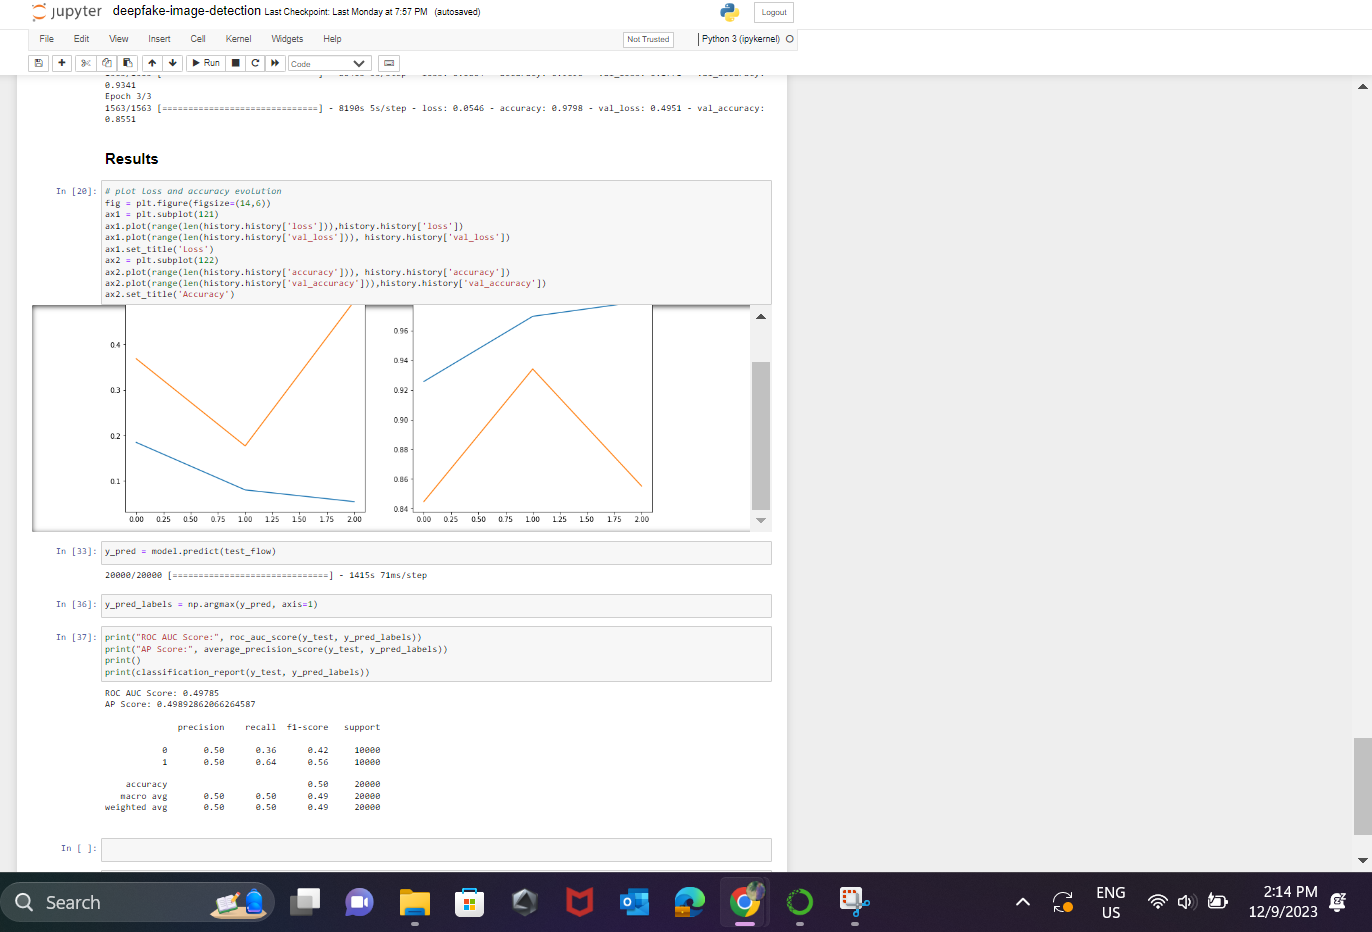 jupyter deepfake-image-detection Last Checkpoint: Last Monday at 7:57 PM (autosaved)
Logout
File Edit View Insert Cell Kernel Widgets Help
Not Trusted
Python 3 (ipykernel)
Run
Code
0.9341
Epoch 3/3
1563/1563 [==============================] - 8190s 5s/step - loss: 0.0546 - accuracy: 0.9798 - val_loss: 0.4951 - val_accuracy:
0.8551
Results
In [20]:
# plot loss and accuracy evolution
fig = plt.figure(figsize=(14,6))
ax1 = plt.subplot(121)
ax1.plot(range(len(history.history['loss'])),history.history['loss'])
ax1.plot(range(len(history.history['val_loss'])), history.history['val_loss'])
ax1.set_title('Loss')
ax2 = plt.subplot(122)
ax2.plot(range(len(history.history['accuracy'])), history.history['accuracy'])
ax2.plot(range(len(history.history['val_accuracy'])),history.history['val_accuracy'])
ax2.set_title('Accuracy')
0.4
0.3
0.2
0.1
0.00 0.25 0.50 0.75 1.00 1.25 1.50 1.75 2.00
0.96
0.94
0.92
0.90
0.88
0.86
0.84
0.00 0.25 0.50 0.75 1.00 1.25 1.50 1.75 2.00
In [33]: y_pred = model.predict(test_flow)
20000/20000 [==============================] - 1415s 71ms/step
In [36]: y_pred_labels = np.argmax(y_pred, axis=1)
In [37]:
print("ROC AUC Score:", roc_auc_score(y_test, y_pred_labels))
print("AP Score:", average_precision_score(y_test, y_pred_labels))
print()
print(classification_report(y_test, y_pred_labels))
ROC AUC Score: 0.49785
AP Score: 0.49892862066264587
precision recall f1-score support
0 0.50 0.36 0.42 10000
1 0.50 0.64 0.56 10000
accuracy 0.50 20000
macro avg 0.50 0.50 0.49 20000
weighted avg 0.50 0.50 0.49 20000
In [ ]:
Search
ENG
US
2:14 PM
12/9/2023